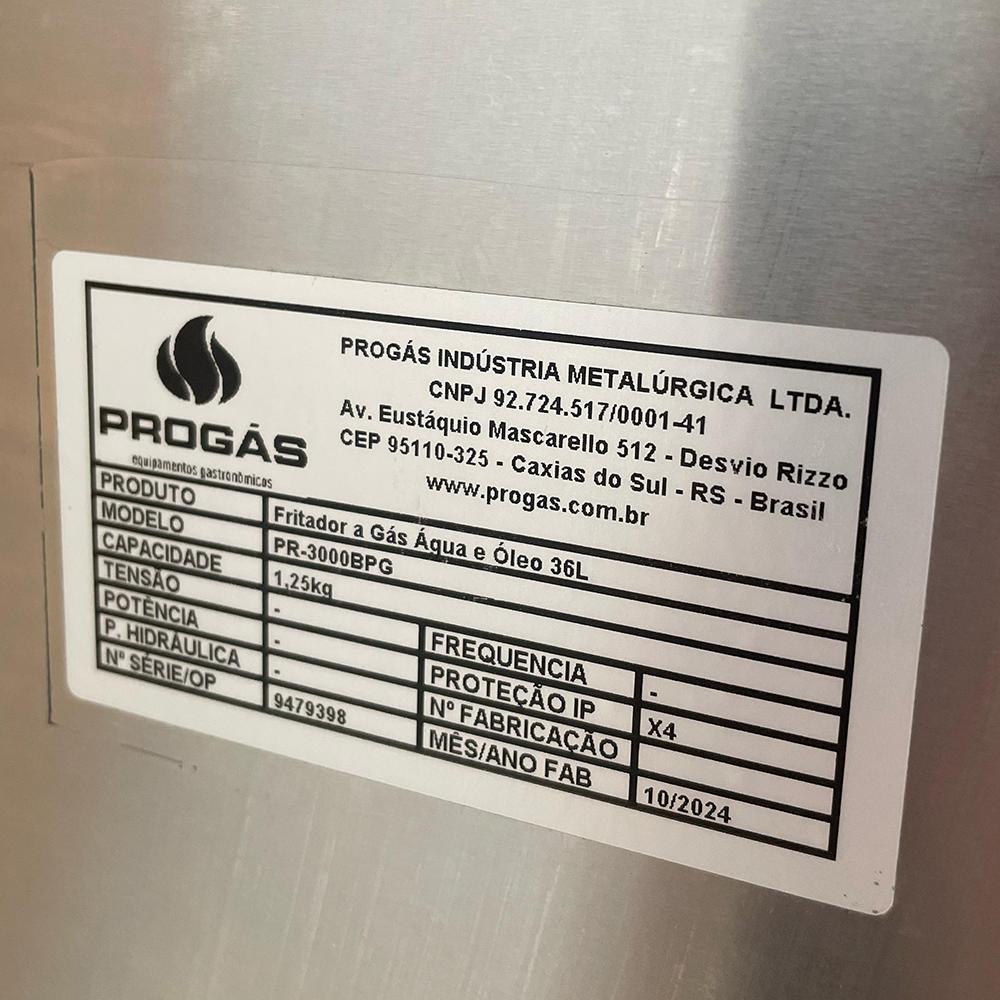 PROGÁS
equipamentos gastronômicos
PROGÁS INDÚSTRIA METALÚRGICA LTDA.
CNPJ 92.724.517/0001-41
Av. Eustáquio Mascarello 512 - Desvio Rizzo
CEP 95110-325 - Caxias do Sul - RS - Brasil
www.progas.com.br
PRODUTO Fritador a Gás Água e Óleo 36L
MODELO PR-3000BPG
CAPACIDADE 1,25kg
TENSÃO - FREQUENCIA -
POTÊNCIA - PROTEÇÃO IP X4
P. HIDRÁULICA - Nº FABRICAÇÃO
Nº SÉRIE/OP 9479398 MÊS/ANO FAB 10/2024